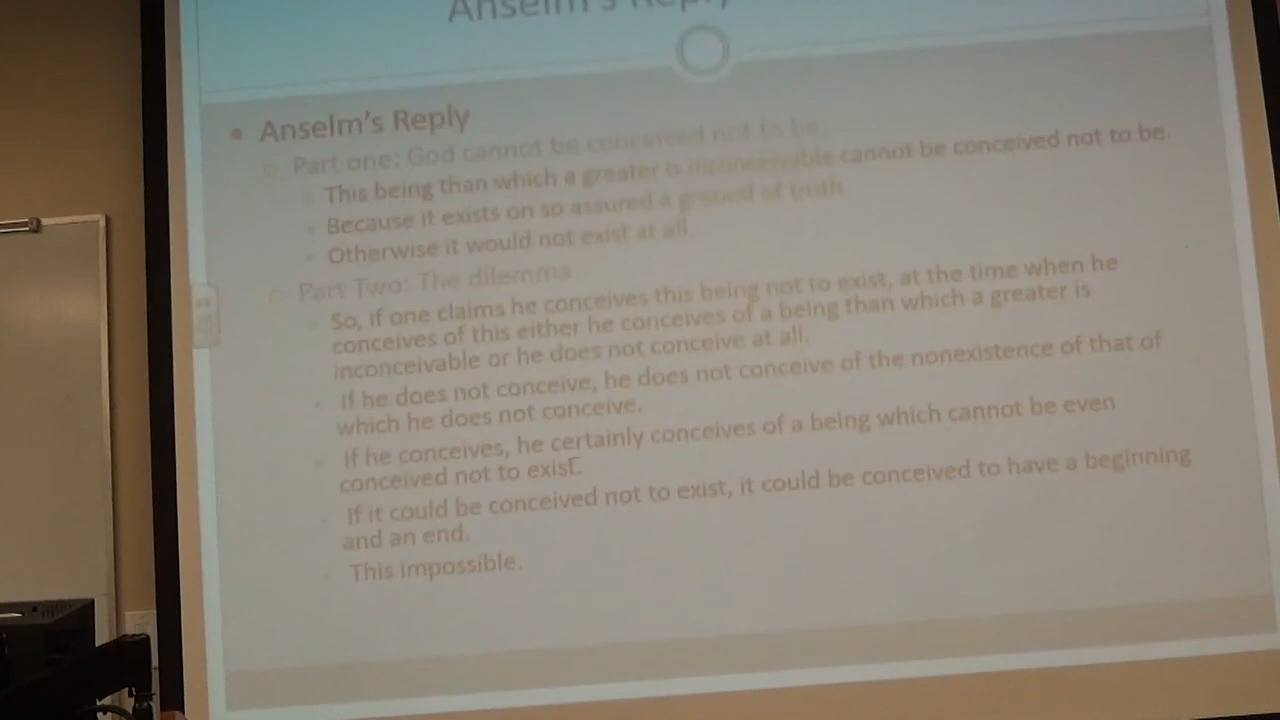 Anselm's Reply
Anselm's Reply
Part one: God cannot be conceived not to be.
This being than which a greater is inconceivable cannot be conceived not to be.
Because it exists on so assured a ground of truth
Otherwise it would not exist at all.
Part Two: The dilemma
So, if one claims he conceives this being not to exist, at the time when he
conceives of this either he conceives of a being than which a greater is
inconceivable or he does not conceive at all.
If he does not conceive, he does not conceive of the nonexistence of that of
which he does not conceive.
If he conceives, he certainly conceives of a being which cannot be even
conceived not to exist.
If it could be conceived not to exist, it could be conceived to have a beginning
and an end.
This impossible.